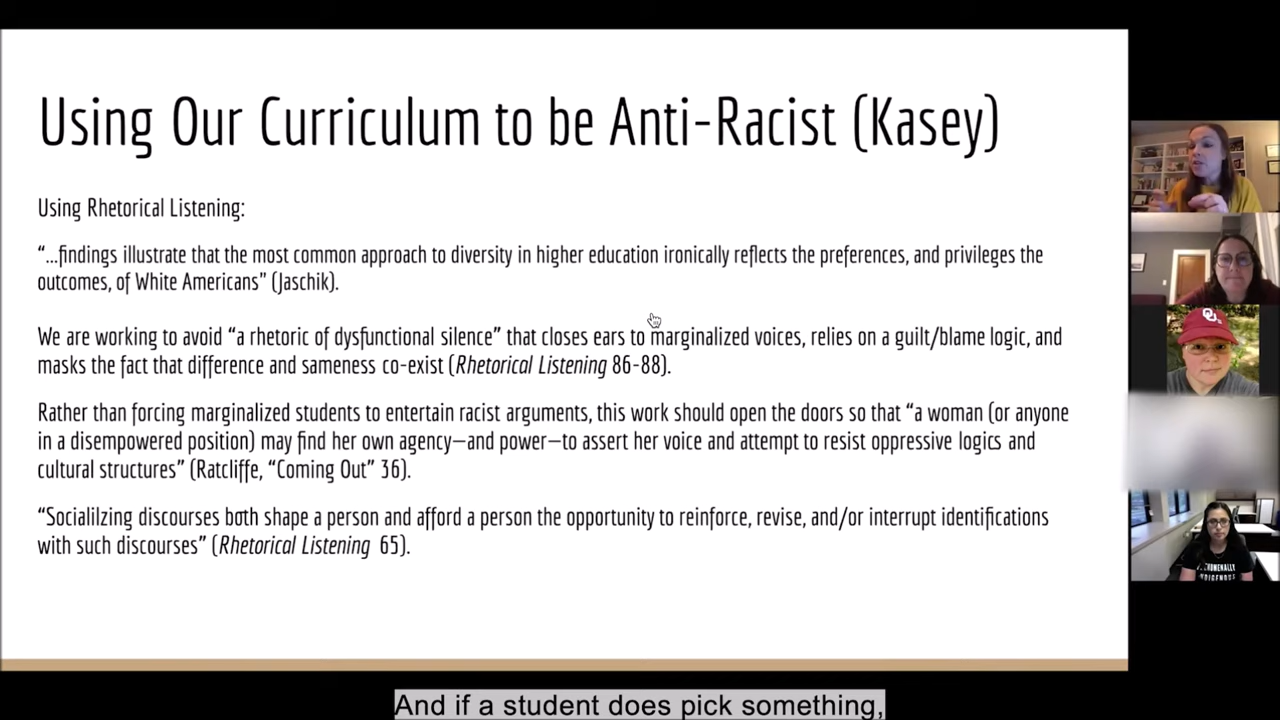 Using Our Curriculum to be Anti-Racist (Kasey)
Using Rhetorical Listening:
“...findings illustrate that the most common approach to diversity in higher education ironically reflects the preferences, and privileges the
outcomes, of White Americans” (Jaschik).
We are working to avoid “a rhetoric of dysfunctional silence” that closes ears to marginalized voices, relies on a guilt/blame logic, and
masks the fact that difference and sameness co-exist (Rhetorical Listening 86-88).
Rather than forcing marginalized students to entertain racist arguments, this work should open the doors so that “a woman (or anyone
in a disempowered position) may find her own agency—and power—to assert her voice and attempt to resist oppressive logics and
cultural structures” (Ratcliffe, “Coming Out” 36).
“Socialilzing discourses both shape a person and afford a person the opportunity to reinforce, revise, and/or interrupt identifications
with such discourses” (Rhetorical Listening 65).
OU
INDIGENOUS
And if a student does pick something,